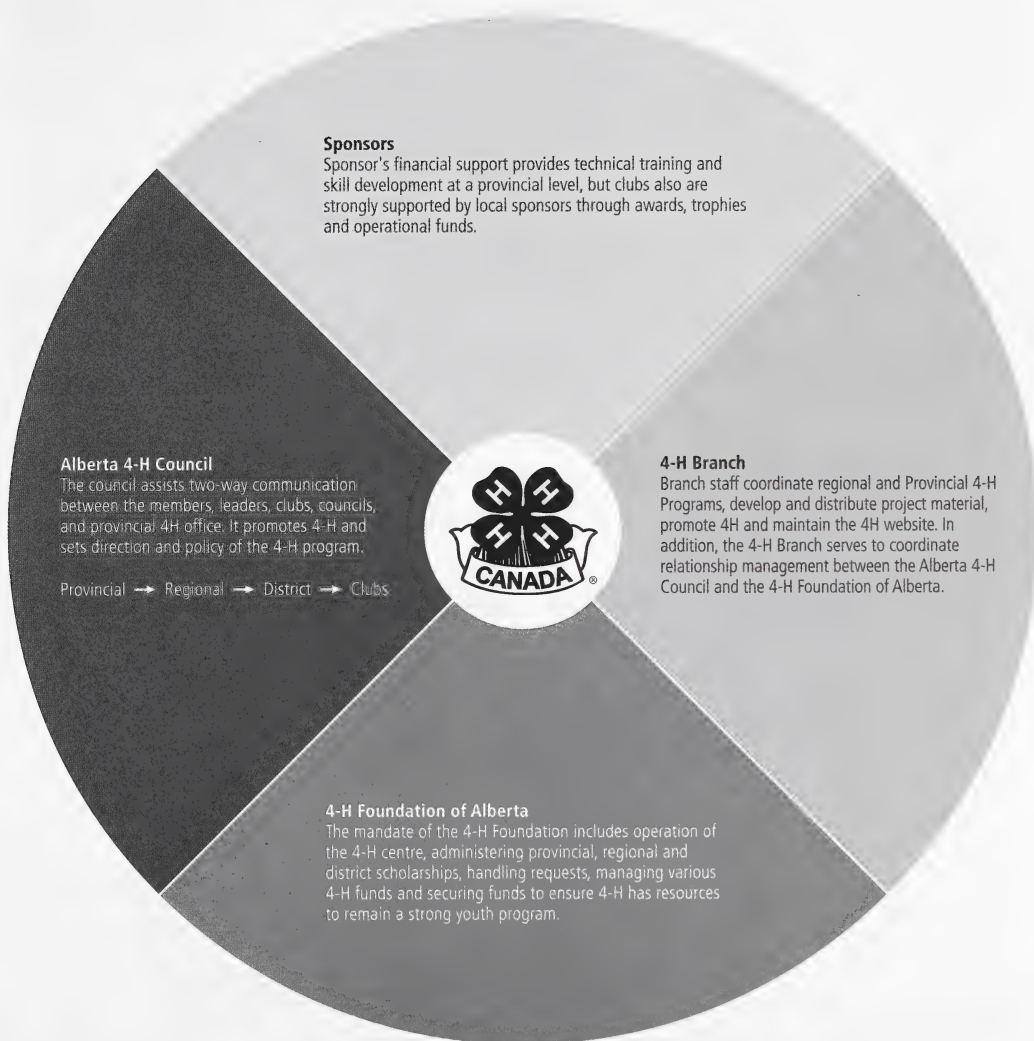 Sponsors
Sponsor's financial support provides technical training and
skill development at a provincial level, but clubs also are
strongly supported by local sponsors through awards, trophies
and operational funds.
Alberta 4-H Council
The council assists two-way communication
between the members, leaders, clubs, councils,
and provincial 4H office. It promotes 4-H and
sets direction and policy of the 4-H program.
Provincial → Regional → District → Clubs
H H
H H
CANADA ®
4-H Branch
Branch staff coordinate regional and Provincial 4-H
Programs, develop and distribute project material,
promote 4H and maintain the 4H website. In
addition, the 4-H Branch serves to coordinate
relationship management between the Alberta 4-H
Council and the 4-H Foundation of Alberta.
4-H Foundation of Alberta
The mandate of the 4-H Foundation includes operation of
the 4-H centre, administering provincial, regional and
district scholarships, handling requests, managing various
4-H funds and securing funds to ensure 4-H has resources
to remain a strong youth program.